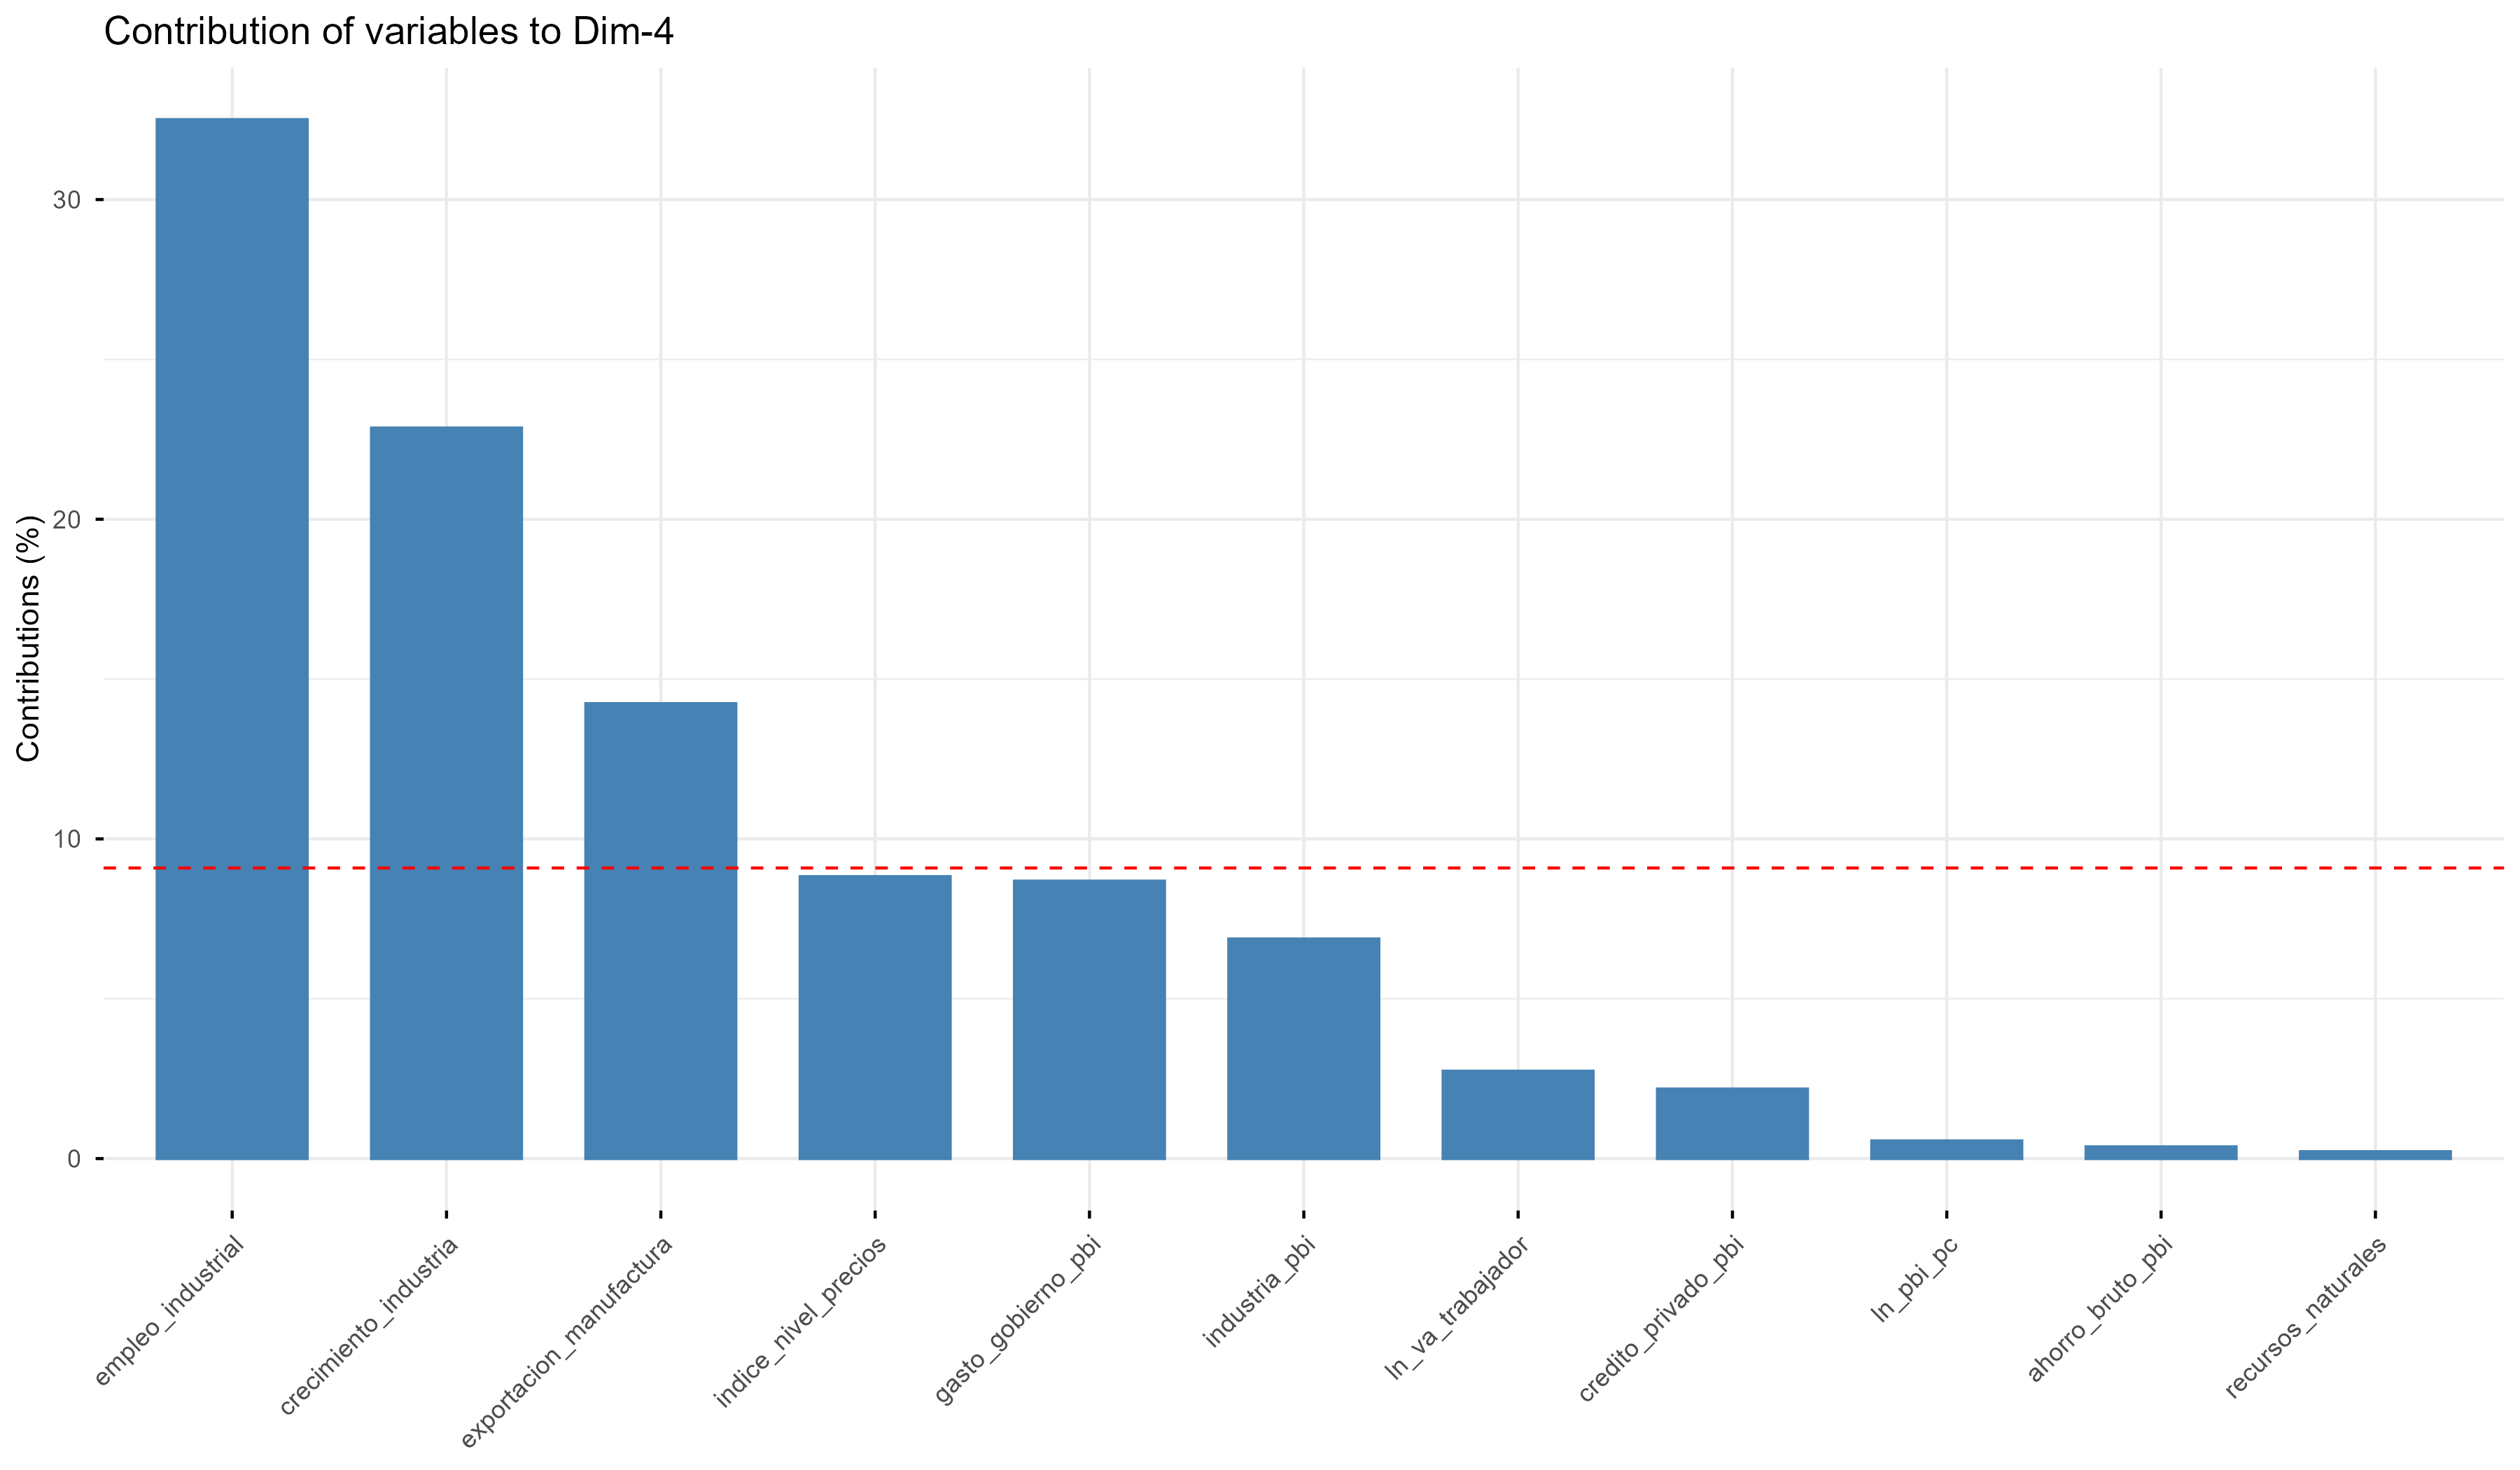 Contribution of variables to Dim-4
Contributions (%)
30
20
10
0
empleo_industrial
crecimiento_industria
exportacion_manufactura
indice_nivel_precios
gasto_gobierno_pbi
industria_pbi
ln_va_trabajador
credito_privado_pbi
ln_pbi_pc
ahorro_bruto_pbi
recursos_naturales